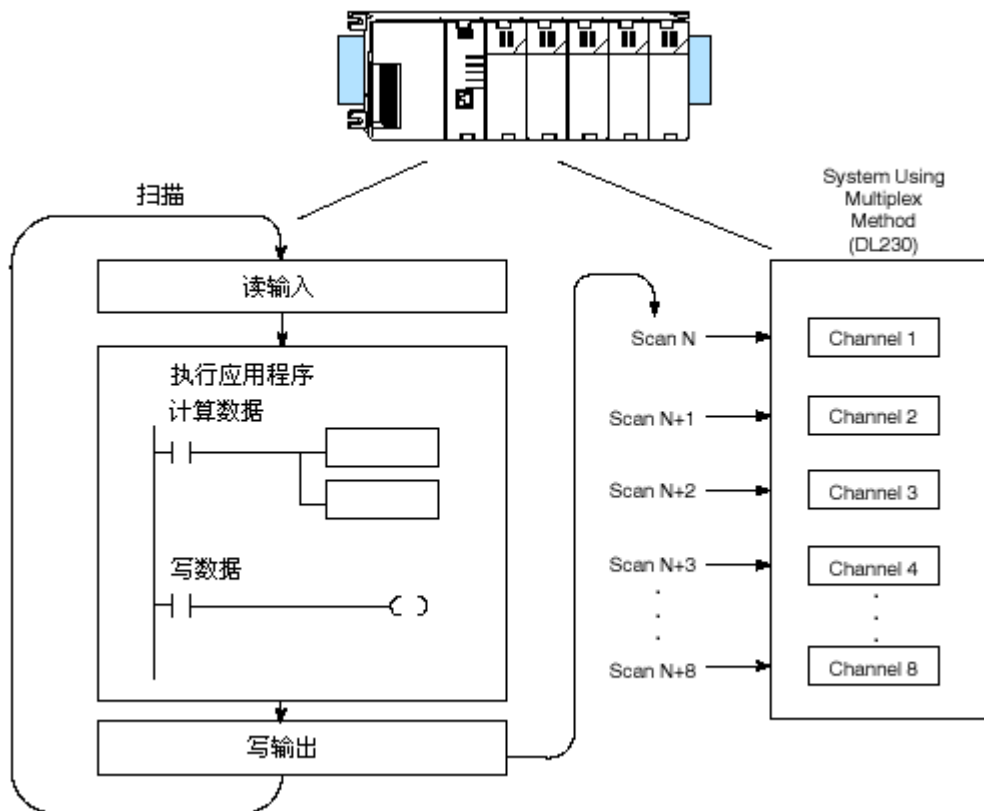 扫描
读输入
执行应用程序
计算数据
写数据
写输出
System Using
Multiplex
Method
(DL230)
Scan N
Channel 1
Scan N+1
Channel 2
Scan N+2
Channel 3
Scan N+3
Channel 4
Scan N+8
Channel 8